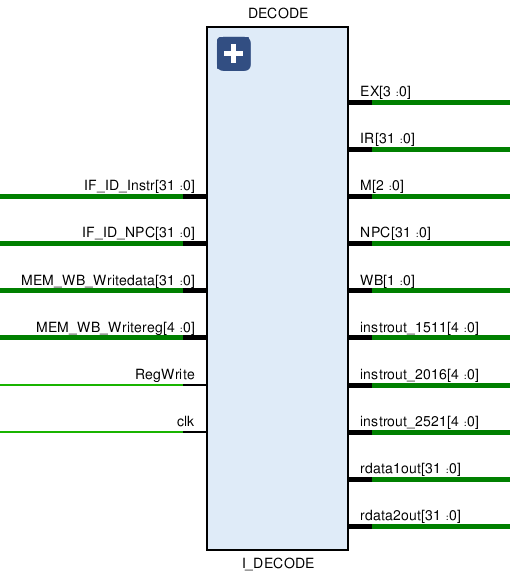 DECODE
EX[3 :0]
IR[31 :0]
IF_ID_Instr[31 :0]
M[2 :0]
IF_ID_NPC[31 :0]
NPC[31 :0]
MEM_WB_Writedata[31 :0]
WB[1 :0]
MEM_WB_Writereg[4 :0]
instrout_1511[4 :0]
RegWrite
instrout_2016[4 :0]
clk
instrout_2521[4 :0]
rdata1out[31 :0]
rdata2out[31 :0]
I_DECODE